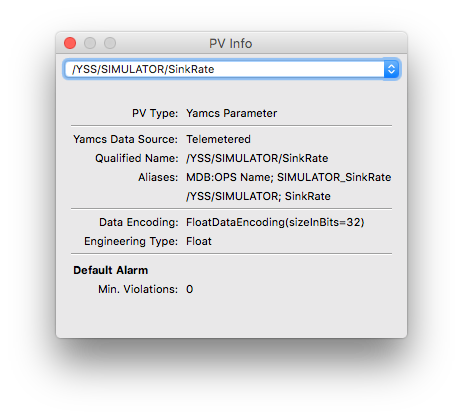 PV Info
/YSS/SIMULATOR/SinkRate
PV Type: Yamcs Parameter
Yamcs Data Source: Telemetered
Qualified Name: /YSS/SIMULATOR/SinkRate
Aliases: MDB:OPS Name; SIMULATOR_SinkRate
/YSS/SIMULATOR; SinkRate
Data Encoding: FloatDataEncoding(sizeInBits=32)
Engineering Type: Float
Default Alarm
Min. Violations: 0